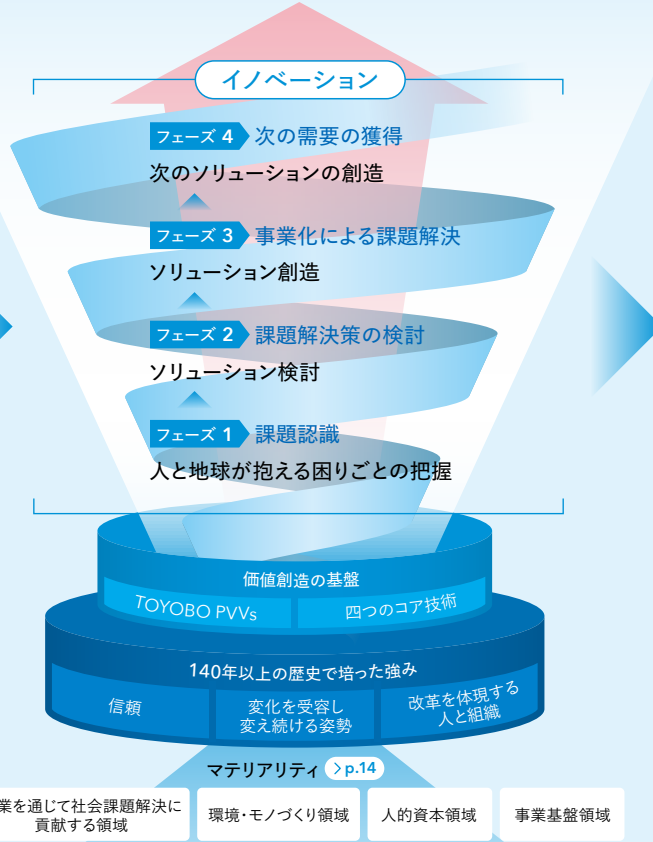 イノベーション
フェーズ 4 次の需要の獲得
次のソリューションの創造
フェーズ 3 事業化による課題解決
ソリューション創造
フェーズ 2 課題解決策の検討
ソリューション検討
フェーズ 1 課題認識
人と地球が抱える困りごとの把握
価値創造の基盤
TOYOBO PVVs 四つのコア技術
140年以上の歴史で培った強み
信頼
変化を受容し
変え続ける姿勢
改革を体現する
人と組織
マテリアリティ >p.14
業を通じて社会課題解決に
貢献する領域
環境・モノづくり領域
人的資本領域
事業基盤領域